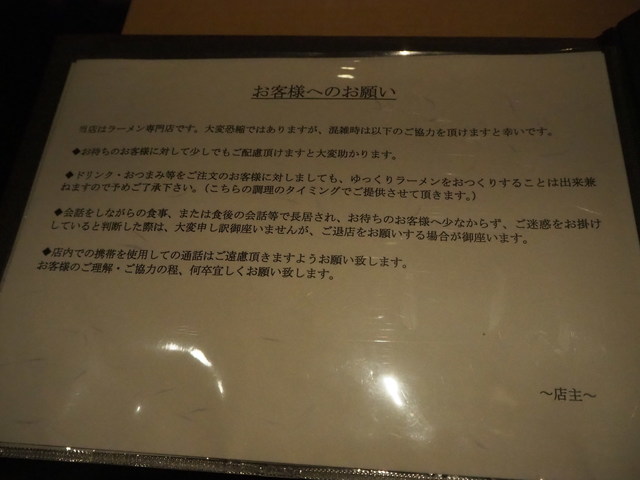 お客様へのお願い
当店はラーメン専門店です。大変恐縮ではありますが、混雑時は以下のご協力を頂けますと幸いです。
◆お待ちのお客様に対して少しでもご配慮頂けますと大変助かります。
◆ドリンク・おつまみ等をご注文のお客様に対しましても、ゆっくりラーメンをおつくりすることは出来兼
ねますので予めご了承下さい。(こちらの調理のタイミングでご提供させて頂きます。)
◆会話をしながらの食事、または食後の会話等で長居され、お待ちのお客様へ少なからず、ご迷惑をお掛け
していると判断した際は、大変申し訳御座いませんが、ご退店をお願いする場合が御座います。
◆店内での携帯を使用しての通話はご遠慮頂きますようお願い致します。
お客様のご理解・ご協力の程、何卒宜しくお願い致します。
～店主～